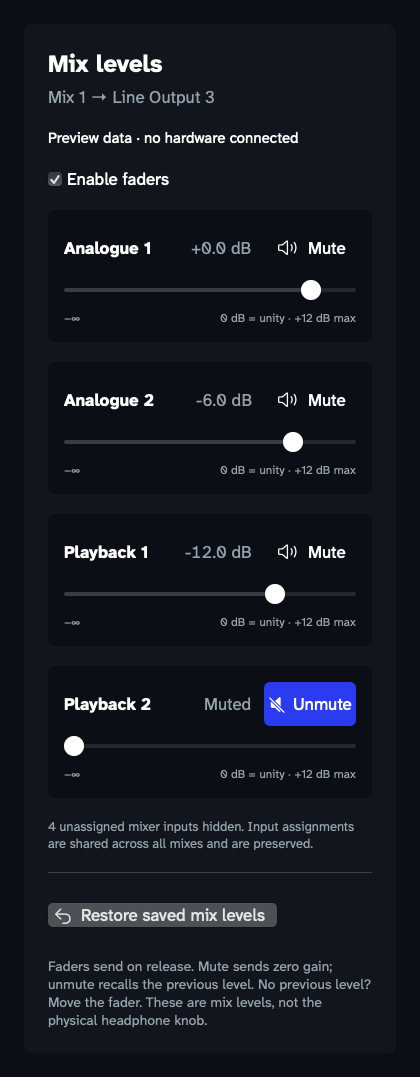 Mix levels
Mix 1 → Line Output 3
Preview data · no hardware connected
Enable faders
Analogue 1 +0.0 dB Mute
−∞ 0 dB = unity · +12 dB max
Analogue 2 -6.0 dB Mute
−∞ 0 dB = unity · +12 dB max
Playback 1 -12.0 dB Mute
−∞ 0 dB = unity · +12 dB max
Playback 2 Muted Unmute
−∞ 0 dB = unity · +12 dB max
4 unassigned mixer inputs hidden. Input assignments
are shared across all mixes and are preserved.
Restore saved mix levels
Faders send on release. Mute sends zero gain;
unmute recalls the previous level. No previous level?
Move the fader. These are mix levels, not the
physical headphone knob.